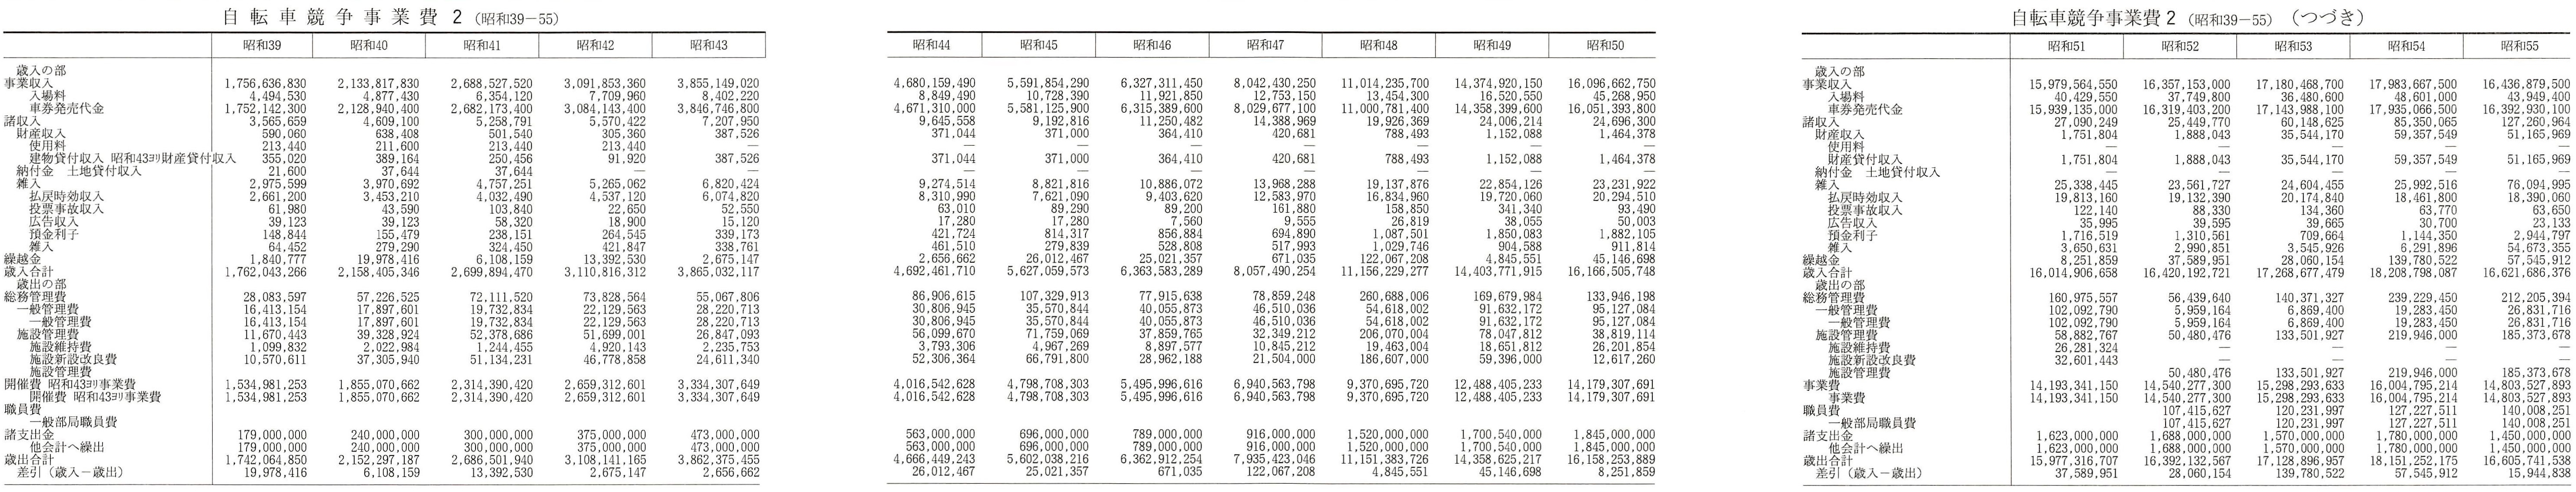 自転車競争事業費 2 (昭和39−55)
昭和39 昭和40 昭和41 昭和42 昭和43
歳入の部
事業収入 1,756,636,830 2,133,817,830 2,688,527,520 3,091,853,360 3,855,149,020
入場料 4,494,530 4,877,430 6,354,120 7,709,960 8,402,220
車券発売代金 1,752,142,300 2,128,940,400 2,682,173,400 3,084,143,400 3,846,746,800
諸収入 3,565,659 4,609,100 5,258,791 5,570,422 7,207,950
財産収入 590,060 638,408 501,540 305,360 387,526
使用料 213,440 211,600 213,440 213,440 —
建物貸付収入 昭和43ヨリ財産貸付収入 355,020 389,164 250,456 91,920 387,526
納付金 土地貸付収入 21,600 37,644 37,644 — —
雑入 2,975,599 3,970,692 4,757,251 5,265,062 6,820,424
払戻時効収入 2,661,200 3,453,210 4,032,490 4,537,120 6,074,820
投票事故収入 61,980 43,590 103,840 22,650 52,550
広告収入 39,123 39,123 58,320 18,900 15,120
預金利子 148,844 155,479 238,151 264,545 339,173
雑入 64,452 279,290 324,450 421,847 338,761
繰越金 1,840,777 19,978,416 6,108,159 13,392,530 2,675,147
歳入合計 1,762,043,266 2,158,405,346 2,699,894,470 3,110,816,312 3,865,032,117
歳出の部
総務管理費 28,083,597 57,226,525 72,111,520 73,828,564 55,067,806
一般管理費 16,413,154 17,897,601 19,732,834 22,129,563 28,220,713
一般管理費 16,413,154 17,897,601 19,732,834 22,129,563 28,220,713
施設管理費 11,670,443 39,328,924 52,378,686 51,699,001 26,847,093
施設維持費 1,099,832 2,022,984 1,244,455 4,920,143 2,235,753
施設新設改良費 10,570,611 37,305,940 51,134,231 46,778,858 24,611,340
施設管理費
開催費 昭和43ヨリ事業費 1,534,981,253 1,855,070,662 2,314,390,420 2,659,312,601 3,334,307,649
開催費 昭和43ヨリ事業費 1,534,981,253 1,855,070,662 2,314,390,420 2,659,312,601 3,334,307,649
職員費
一般部局職員費
諸支出金 179,000,000 240,000,000 300,000,000 375,000,000 473,000,000
他会計へ繰出 179,000,000 240,000,000 300,000,000 375,000,000 473,000,000
歳出合計 1,742,064,850 2,152,297,187 2,686,501,940 3,108,141,165 3,862,375,455
差引（歳入−歳出） 19,978,416 6,108,159 13,392,530 2,675,147 2,656,662
昭和44 昭和45 昭和46 昭和47 昭和48 昭和49 昭和50
4,680,159,490 5,591,854,290 6,327,311,450 8,042,430,250 11,014,235,700 14,374,920,150 16,096,662,750
8,849,490 10,728,390 11,921,850 12,753,150 13,454,300 16,520,550 45,268,950
4,671,310,000 5,581,125,900 6,315,389,600 8,029,677,100 11,000,781,400 14,358,399,600 16,051,393,800
9,645,558 9,192,816 11,250,482 14,388,969 19,926,369 24,006,214 24,696,300
371,044 371,000 364,410 420,681 788,493 1,152,088 1,464,378
— — — — — — —
371,044 371,000 364,410 420,681 788,493 1,152,088 1,464,378
— — — — — — —
9,274,514 8,821,816 10,886,072 13,968,288 19,137,876 22,854,126 23,231,922
8,310,990 7,621,090 9,403,620 12,583,970 16,834,960 19,720,060 20,294,510
63,010 89,290 89,200 161,880 158,850 341,340 93,490
17,280 17,280 7,560 9,555 26,819 38,055 50,003
421,724 814,317 856,884 694,890 1,087,501 1,850,083 1,882,105
461,510 279,839 528,808 517,993 1,029,746 904,588 911,814
2,656,662 26,012,467 25,021,357 671,035 122,067,208 4,845,551 45,146,698
4,692,461,710 5,627,059,573 6,363,583,289 8,057,490,254 11,156,229,277 14,403,771,915 16,166,505,748
86,906,615 107,329,913 77,915,638 78,859,248 260,688,006 169,679,984 133,946,198
30,806,945 35,570,844 40,055,873 46,510,036 54,618,002 91,632,172 95,127,084
30,806,945 35,570,844 40,055,873 46,510,036 54,618,002 91,632,172 95,127,084
56,099,670 71,759,069 37,859,765 32,349,212 206,070,004 78,047,812 38,819,114
3,793,306 4,967,269 8,897,577 10,845,212 19,463,004 18,651,812 26,201,854
52,306,364 66,791,800 28,962,188 21,504,000 186,607,000 59,396,000 12,617,260
4,016,542,628 4,798,708,303 5,495,996,616 6,940,563,798 9,370,695,720 12,488,405,233 14,179,307,691
4,016,542,628 4,798,708,303 5,495,996,616 6,940,563,798 9,370,695,720 12,488,405,233 14,179,307,691
563,000,000 696,000,000 789,000,000 916,000,000 1,520,000,000 1,700,540,000 1,845,000,000
563,000,000 696,000,000 789,000,000 916,000,000 1,520,000,000 1,700,540,000 1,845,000,000
4,666,449,243 5,602,038,216 6,362,912,254 7,935,423,046 11,151,383,726 14,358,625,217 16,158,253,889
26,012,467 25,021,357 671,035 122,067,208 4,845,551 45,146,698 8,251,859
自転車競争事業費 2 (昭和39−55)（つづき）
昭和51 昭和52 昭和53 昭和54 昭和55
歳入の部
事業収入 15,979,564,550 16,357,153,000 17,180,468,700 17,983,667,500 16,436,879,500
入場料 40,429,550 37,749,800 36,480,600 48,601,000 43,949,400
車券発売代金 15,939,135,000 16,319,403,200 17,143,988,100 17,935,066,500 16,392,930,100
諸収入 27,090,249 25,449,770 60,148,625 85,350,065 127,260,964
財産収入 1,751,804 1,888,043 35,544,170 59,357,549 51,165,969
使用料 — — — — —
財産貸付収入 1,751,804 1,888,043 35,544,170 59,357,549 51,165,969
納付金 土地貸付収入 — — — — —
雑入 25,338,445 23,561,727 24,604,455 25,992,516 76,094,995
払戻時効収入 19,813,160 19,132,390 20,174,840 18,461,800 18,390,060
投票事故収入 122,140 88,330 134,360 63,770 63,650
広告収入 35,995 39,595 39,665 30,700 23,133
預金利子 1,716,519 1,310,561 709,664 1,144,350 2,944,797
雑入 3,650,631 2,990,851 3,545,926 6,291,896 54,673,355
繰越金 8,251,859 37,589,951 28,060,154 139,780,522 57,545,912
歳入合計 16,014,906,658 16,420,192,721 17,268,677,479 18,208,798,087 16,621,686,376
歳出の部
総務管理費 160,975,557 56,439,640 140,371,327 239,229,450 212,205,394
一般管理費 102,092,790 5,959,164 6,869,400 19,283,450 26,831,716
一般管理費 102,092,790 5,959,164 6,869,400 19,283,450 26,831,716
施設管理費 58,882,767 50,480,476 133,501,927 219,946,000 185,373,678
施設維持費 26,281,324 — — — —
施設新設改良費 32,601,443 — — — —
施設管理費 50,480,476 133,501,927 219,946,000 185,373,678
事業費 14,193,341,150 14,540,277,300 15,298,293,633 16,004,795,214 14,803,527,893
事業費 14,193,341,150 14,540,277,300 15,298,293,633 16,004,795,214 14,803,527,893
職員費 107,415,627 120,231,997 127,227,511 140,008,251
一般部局職員費 107,415,627 120,231,997 127,227,511 140,008,251
諸支出金 1,623,000,000 1,688,000,000 1,570,000,000 1,780,000,000 1,450,000,000
他会計へ繰出 1,623,000,000 1,688,000,000 1,570,000,000 1,780,000,000 1,450,000,000
歳出合計 15,977,316,707 16,392,132,567 17,128,896,957 18,151,252,175 16,605,741,538
差引（歳入−歳出） 37,589,951 28,060,154 139,780,522 57,545,912 15,944,838